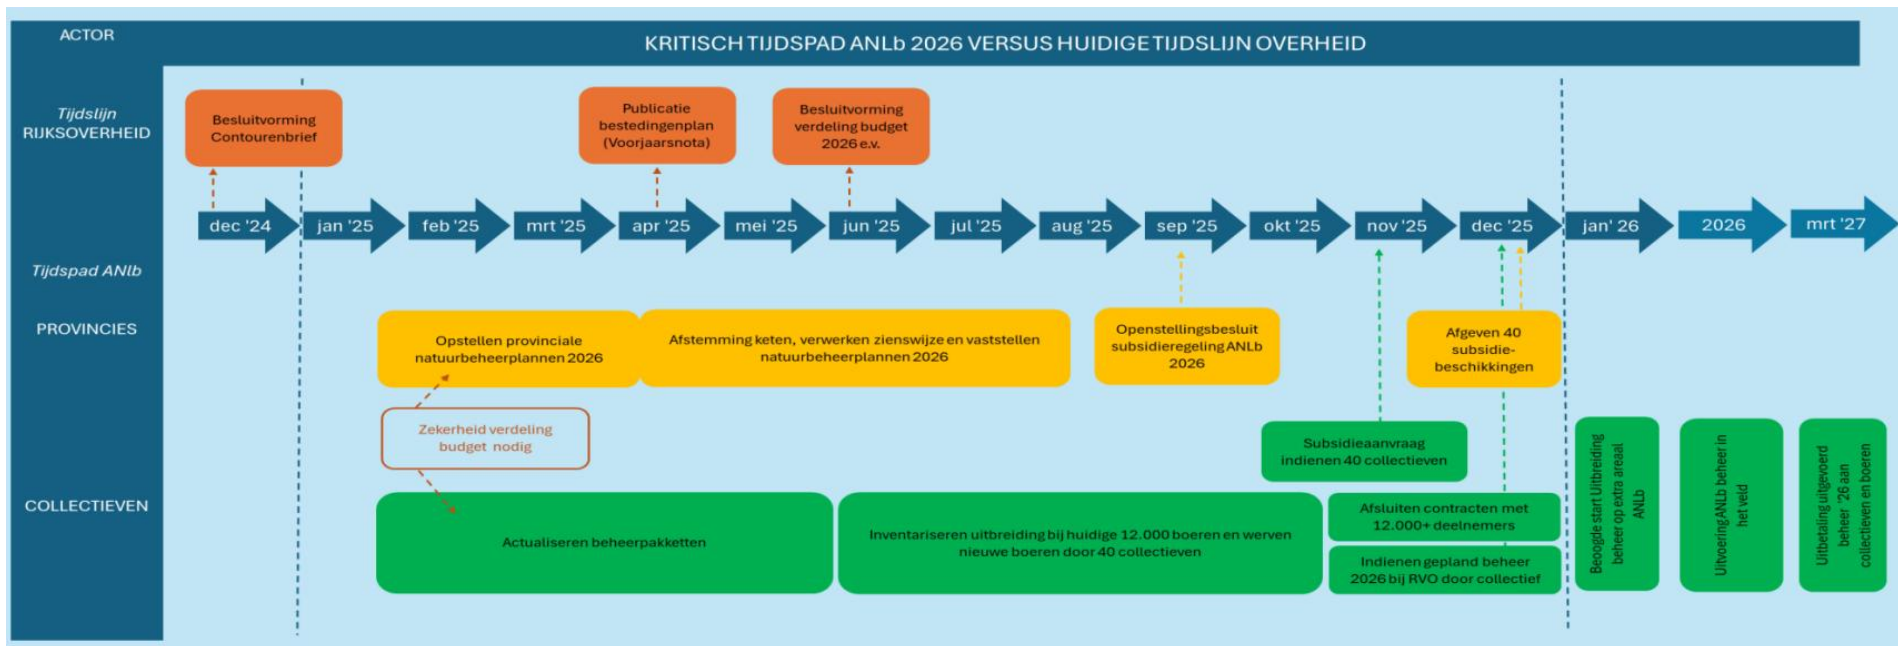 ACTOR
KRITISCH TIJDSPAD ANLb 2026 VERSUS HUIDIGE TIJDSLIJN OVERHEID
Tijdslijn
RIJKSOVERHEID
Besluitvorming
Contourenbrief
Publicatie
bestedingenplan
(Voorjaarsnota)
Besluitvorming
verdeling budget
2026 e.v.
dec '24
jan '25
feb '25
mrt '25
apr '25
mei '25
jun '25
jul '25
aug '25
sep '25
okt '25
nov '25
dec '25
jan' 26
2026
mrt '27
Tijdspad ANlb
PROVINCIES
Opstellen provinciale
natuurbeheerplannen 2026
Afstemming keten, verwerken zienswijze en vaststellen
natuurbeheerplannen 2026
Openstellingsbesluit
subsidieregeling ANLb
2026
Afgeven 40
subsidie-
beschikkingen
Zekerheid verdeling
budget nodig
COLLECTIEVEN
Subsidieaanvraag
indienen 40 collectieven
Actualiseren beheerpakketten
Inventariseren uitbreiding bij huidige 12.000 boeren en werven
nieuwe boeren door 40 collectieven
Afsluiten contracten met
12.000+ deelnemers
Indienen gepland beheer
2026 bij RVO door collectief
Beoogde start Uitbreiding
beheer op extra areaal
ANLb
Uitvoering ANLb beheer in
het veld
Uitbetaling uitgevoerd
beheer '26 aan
collectieven en boeren